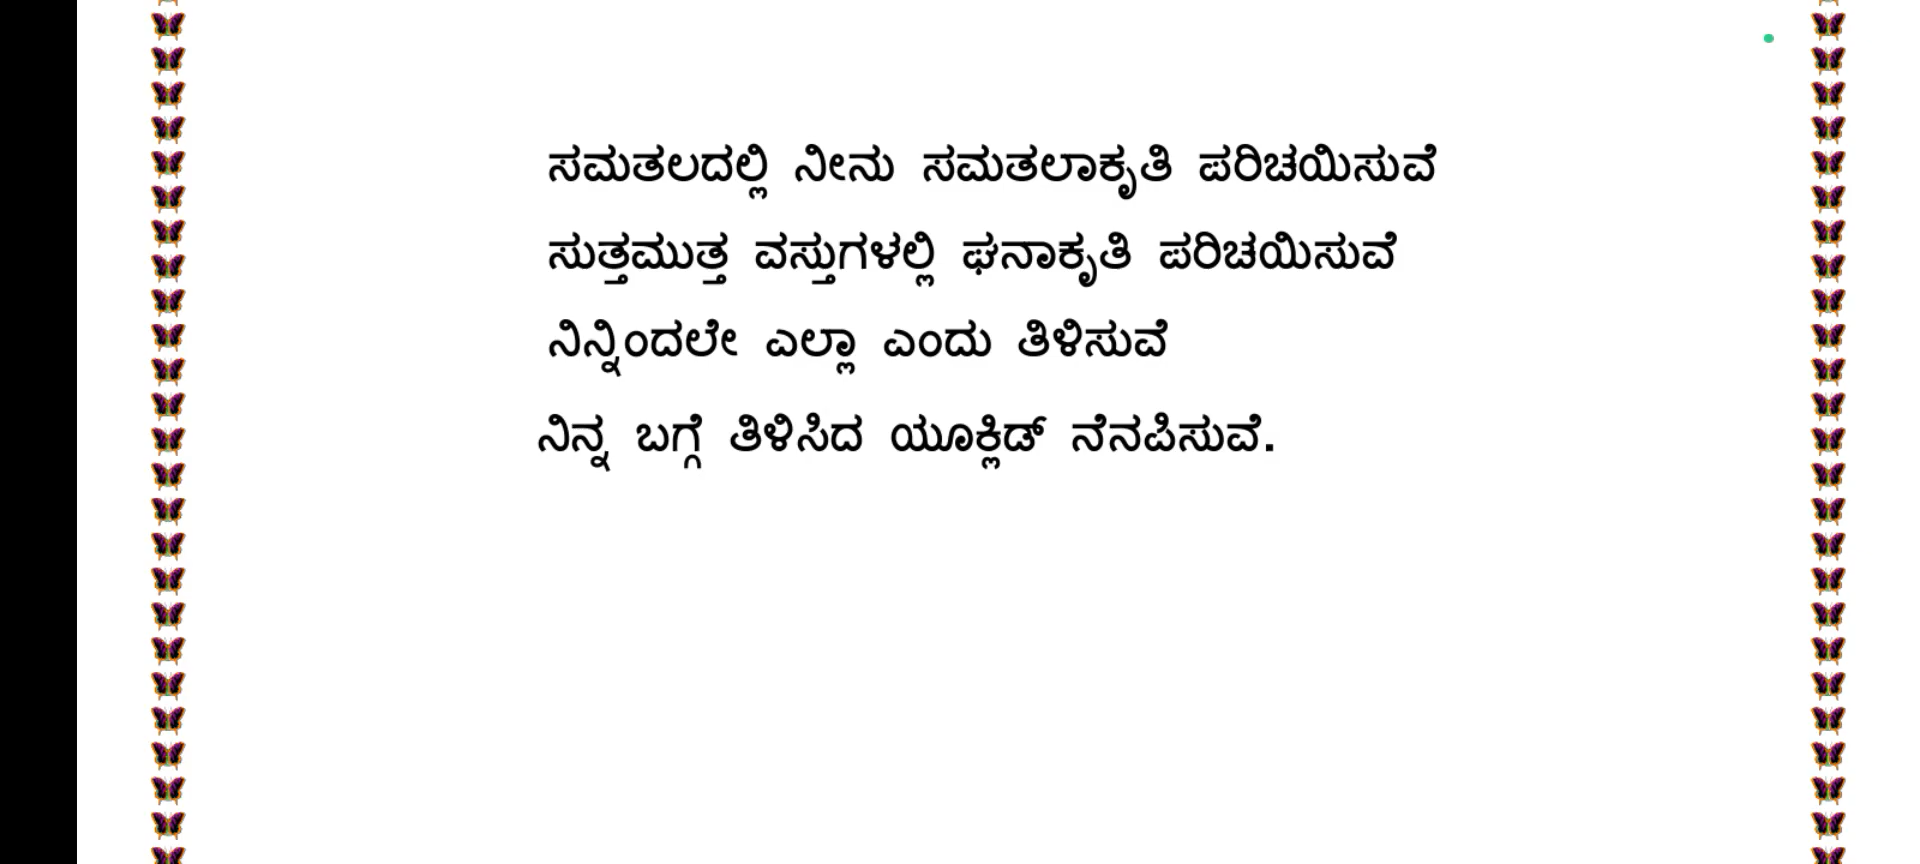 ಸಮತಲದಲ್ಲಿ ನೀನು ಸಮತಲಾಕೃತಿ ಪರಿಚಯಿಸುವೆ
ಸುತ್ತಮುತ್ತ ವಸ್ತುಗಳಲ್ಲಿ ಘನಾಕೃತಿ ಪರಿಚಯಿಸುವೆ
ನಿನ್ನಿಂದಲೇ ಎಲ್ಲಾ ಎಂದು ತಿಳಿಸುವೆ
ನಿನ್ನ ಬಗ್ಗೆ ತಿಳಿಸಿದ ಯೂಕ್ಲಿಡ್ ನೆನಪಿಸುವೆ.